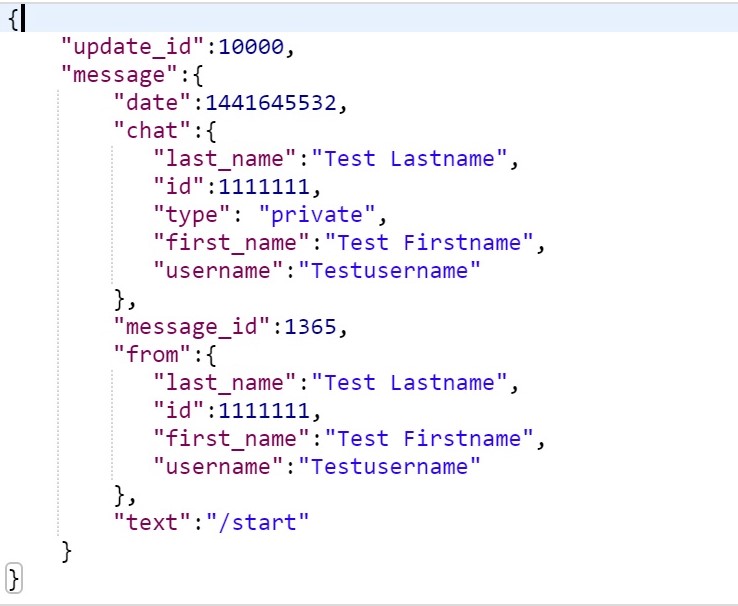 {
"update_id":10000,
"message":{
"date":1441645532,
"chat":{
"last_name":"Test Lastname",
"id":1111111,
"type": "private",
"first_name":"Test Firstname",
"username":"Testusername"
},
"message_id":1365,
"from":{
"last_name":"Test Lastname",
"id":1111111,
"first_name":"Test Firstname",
"username":"Testusername"
},
"text":"/start"
}
}